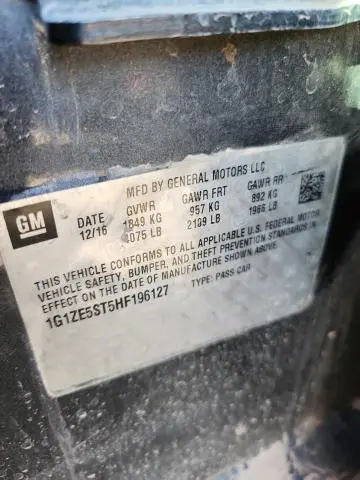 MFD BY GENERAL MOTORS LLC
GM
DATE GVWR GAWR FRT GAWR RR
12/16 1849 KG 957 KG 892 KG
4075 LB 2109 LB 1966 LB
THIS VEHICLE CONFORMS TO ALL APPLICABLE U.S. FEDERAL MOTOR
VEHICLE SAFETY, BUMPER, AND THEFT PREVENTION STANDARDS IN
EFFECT ON THE DATE OF MANUFACTURE SHOWN ABOVE.
1G1ZE5ST5HF196127 TYPE: PASS CAR